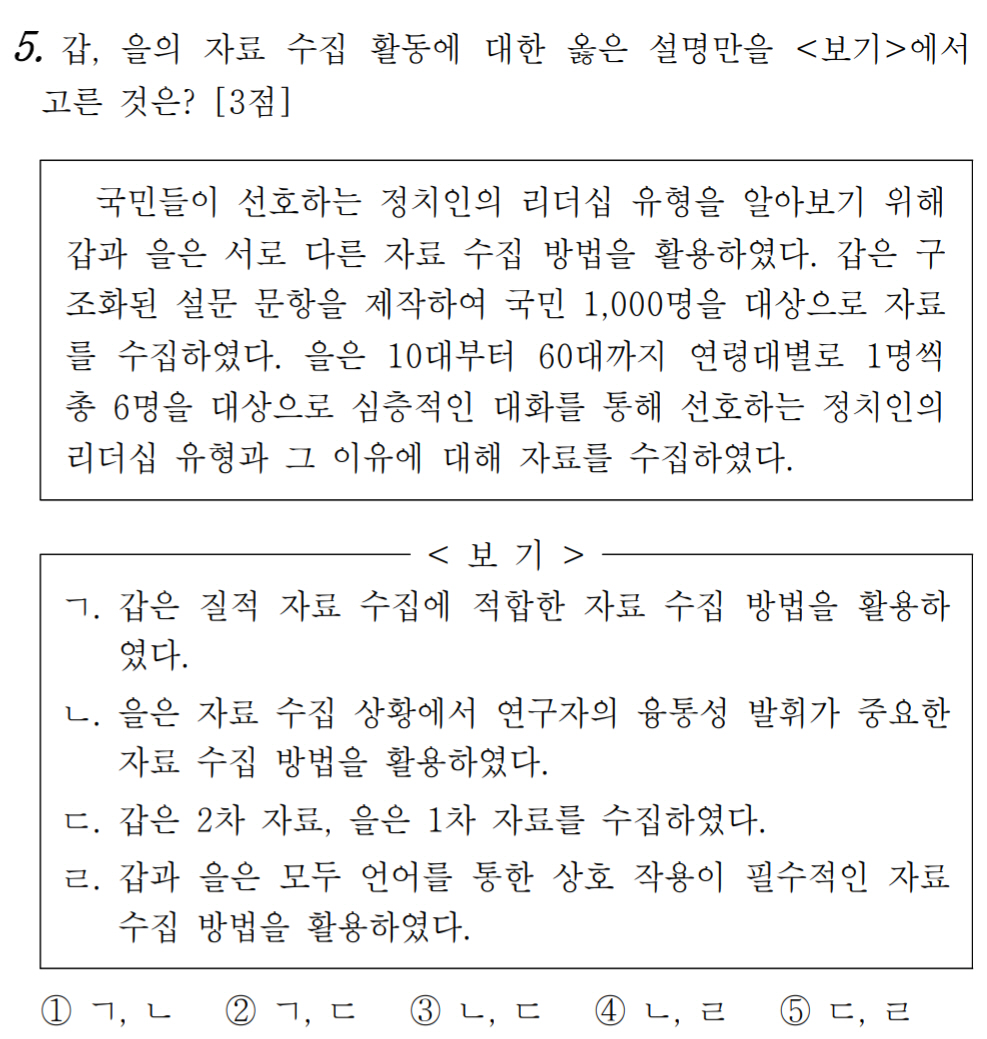 5. 갑, 을의 자료 수집 활동에 대한 옳은 설명만을 <보기>에서
고른 것은? [3점]
국민들이 선호하는 정치인의 리더십 유형을 알아보기 위해
갑과 을은 서로 다른 자료 수집 방법을 활용하였다. 갑은 구
조화된 설문 문항을 제작하여 국민 1,000명을 대상으로 자료
를 수집하였다. 을은 10대부터 60대까지 연령대별로 1명씩
총 6명을 대상으로 심층적인 대화를 통해 선호하는 정치인의
리더십 유형과 그 이유에 대해 자료를 수집하였다.
< 보 기 >
ㄱ. 갑은 질적 자료 수집에 적합한 자료 수집 방법을 활용하
였다.
ㄴ. 을은 자료 수집 상황에서 연구자의 융통성 발휘가 중요한
자료 수집 방법을 활용하였다.
ㄷ. 갑은 2차 자료, 을은 1차 자료를 수집하였다.
ㄹ. 갑과 을은 모두 언어를 통한 상호 작용이 필수적인 자료
수집 방법을 활용하였다.
① ㄱ, ㄴ ② ㄱ, ㄷ ③ ㄴ, ㄷ ④ ㄴ, ㄹ ⑤ ㄷ, ㄹ